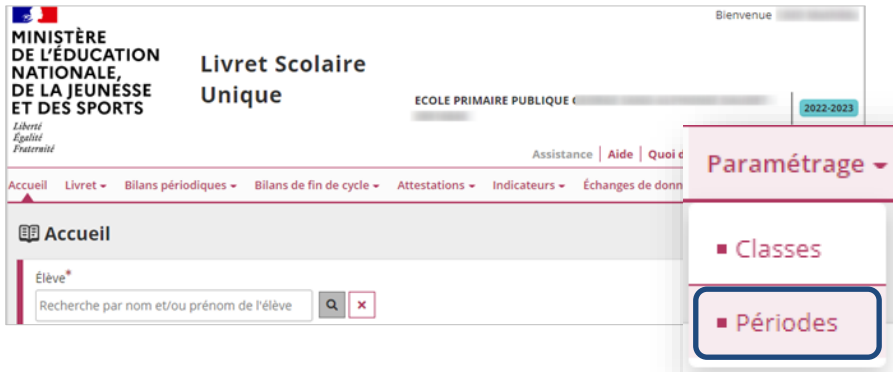 Bienvenue
MINISTÈRE
DE L'ÉDUCATION
NATIONALE,
DE LA JEUNESSE
ET DES SPORTS
Liberté
Égalité
Fraternité
Livret Scolaire
Unique
ECOLE PRIMAIRE PUBLIQUE
2022-2023
Assistance | Aide | Quoi d
Accueil Livret Bilans périodiques Bilans de fin de cycle Attestations Indicateurs Échanges de donn
Paramétrage
Classes
Périodes
Accueil
Élève*
Recherche par nom et/ou prénom de l'élève